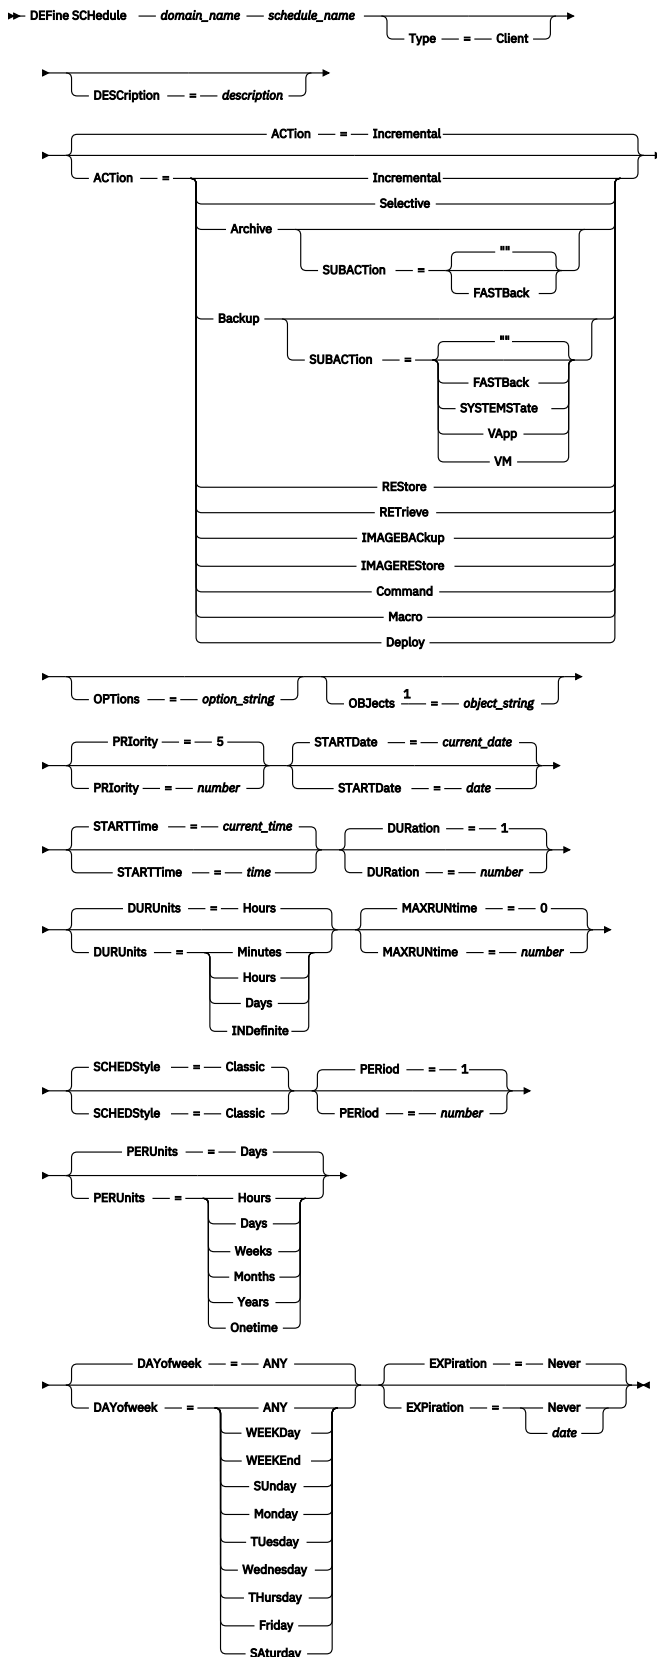 DEFine SCHedule domain_name schedule_name
Type = Client
DESCription = description
ACTion = Incremental
ACTion = Incremental
Selective
Archive
SUBACTion = ""
FASTBack
Backup
SUBACTion = ""
FASTBack
SYSTEMSTate
VApp
VM
REStore
RETrieve
IMAGEBACkup
IMAGEREStore
Command
Macro
Deploy
OPTions = option_string OBJects 1 = object_string
PRIority = 5 STARTDate = current_date
PRIority = number STARTDate = date
STARTTime = current_time DURation = 1
STARTTime = time DURation = number
DURUnits = Hours MAXRUNtime = 0
DURUnits = Minutes MAXRUNtime = number
Hours
Days
INDefinite
SCHEDStyle = Classic PERiod = 1
SCHEDStyle = Classic PERiod = number
PERUnits = Days
PERUnits = Hours
Days
Weeks
Months
Years
Onetime
DAYofweek = ANY EXPiration = Never
DAYofweek = ANY EXPiration = Never
WEEKDay date
WEEKEnd
SUnday
Monday
TUesday
Wednesday
THursday
Friday
SAturday